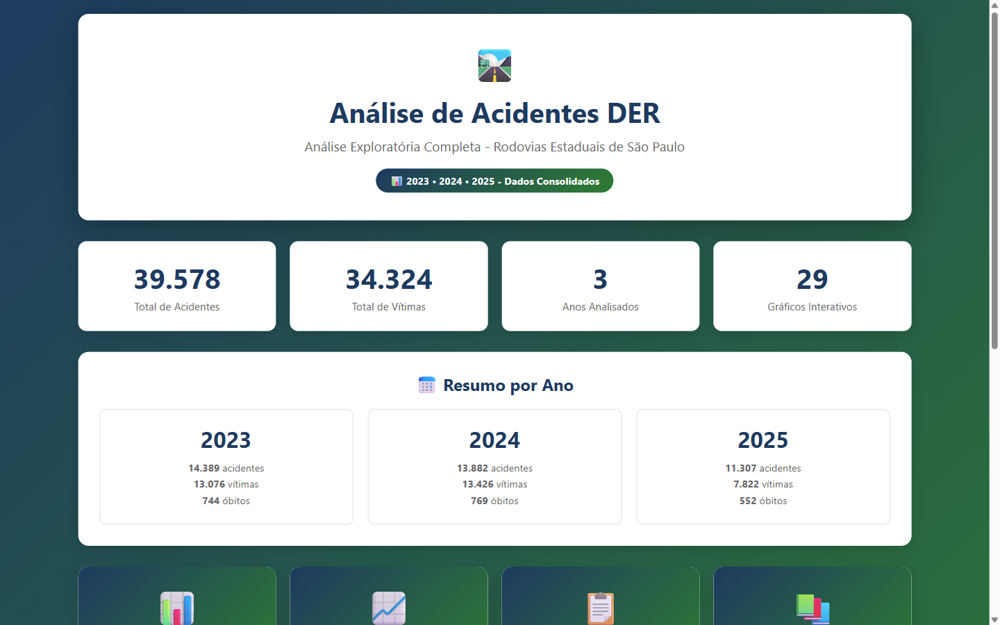 Análise de Acidentes DER
Análise Exploratória Completa - Rodovias Estaduais de São Paulo
2023 • 2024 • 2025 - Dados Consolidados
39.578
Total de Acidentes
34.324
Total de Vítimas
3
Anos Analisados
29
Gráficos Interativos
Resumo por Ano
2023
14.389 acidentes
13.076 vítimas
744 óbitos
2024
13.882 acidentes
13.426 vítimas
769 óbitos
2025
11.307 acidentes
7.822 vítimas
552 óbitos